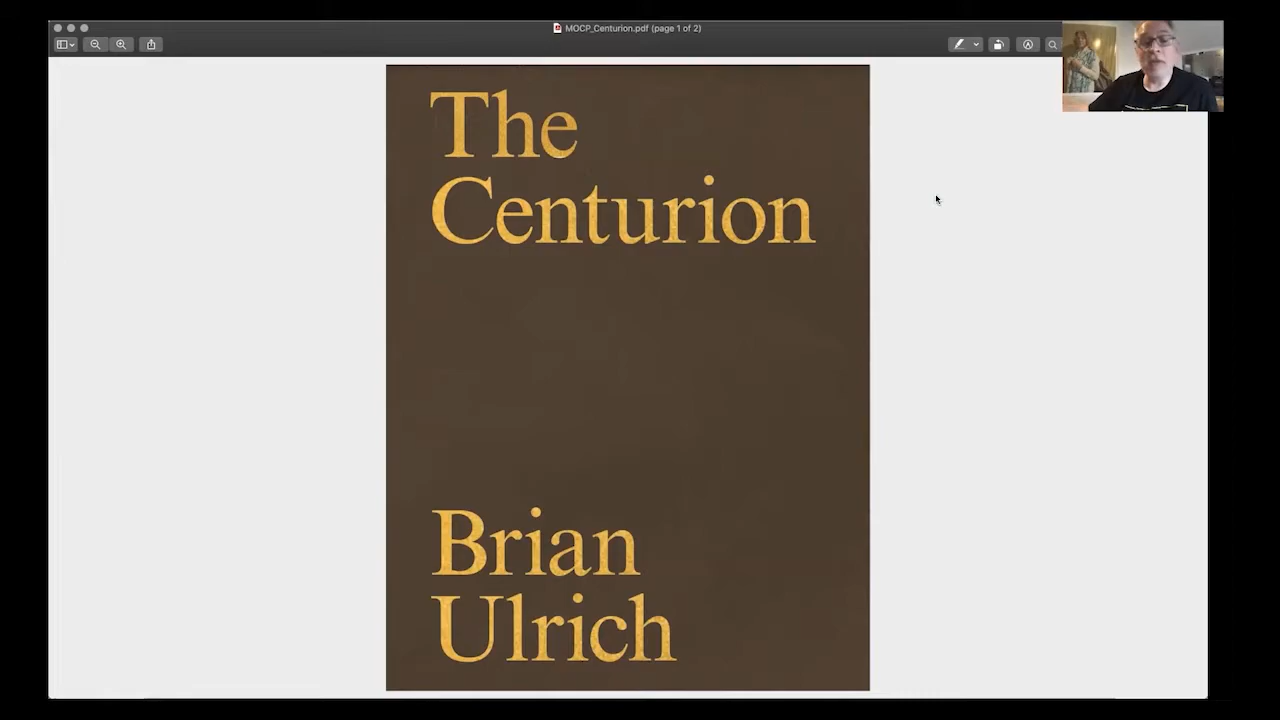 MOCP_Centurion.pdf (page 1 of 2)
The
Centurion
Brian
Ulrich